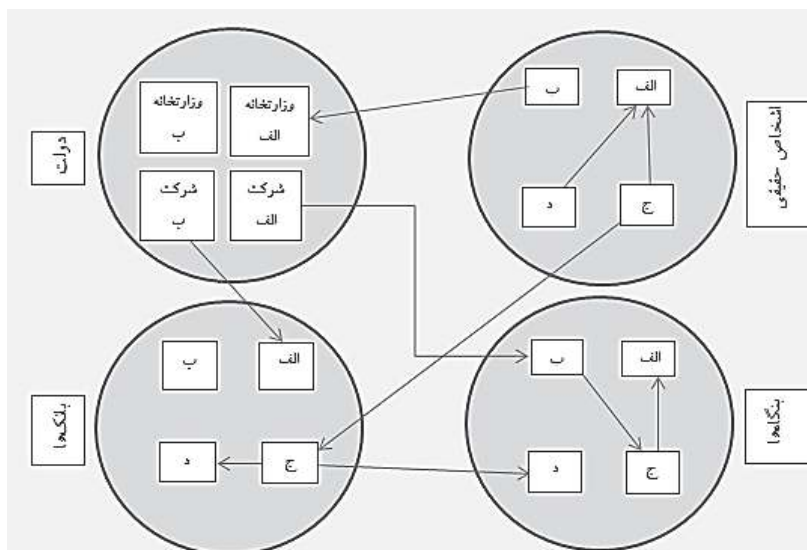 اشخاص حقیقی
الف
ب
ج
د
دولت
وزارتخانه
الف
وزارتخانه
ب
شرکت
الف
شرکت
ب
بنگاه‌ها
الف
ب
ج
د
بانک‌ها
الف
ب
ج
د